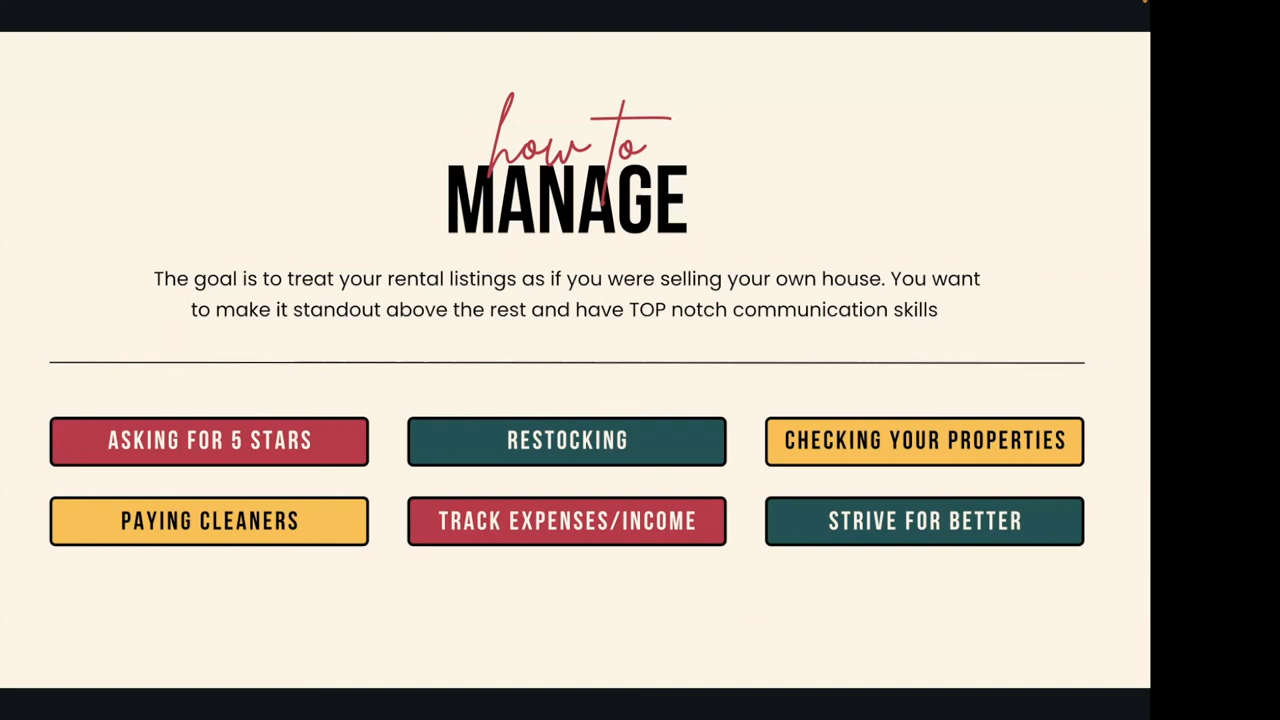 how to
MANAGE
The goal is to treat your rental listings as if you were selling your own house. You want
to make it standout above the rest and have TOP notch communication skills
ASKING FOR 5 STARS
RESTOCKING
CHECKING YOUR PROPERTIES
PAYING CLEANERS
TRACK EXPENSES/INCOME
STRIVE FOR BETTER